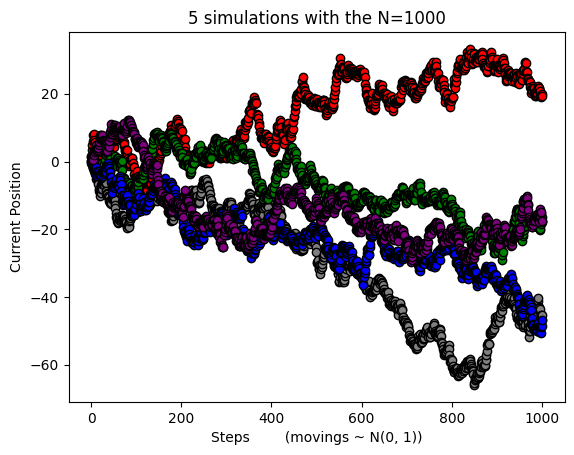 5 simulations with the N=1000
Current Position
20
0
−20
−40
−60
0 200 400 600 800 1000
Steps (movings ~ N(0, 1))